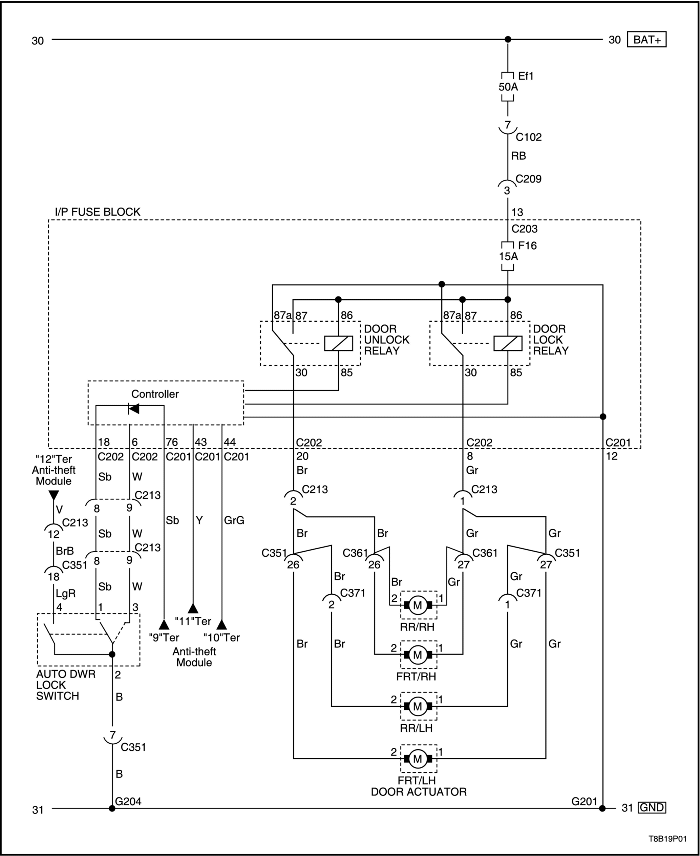 30 30 BAT+
Ef1
50A
7
C102
RB
C209
3
I/P FUSE BLOCK 13
C203
F16
15A
87a 87 86 87a 87 86
DOOR UNLOCK RELAY
DOOR LOCK RELAY
30 85 30 85
Controller
18 6 76 43 44 C202 C202 C201
C202 C202 C201 C201 C201 20 8 12
"12"Ter
Anti-theft
Module
Sb W Br Gr
C213 C213 C213
V 8 9 2 1
C213
12 Sb W Sb Y GrG Br Br Gr Gr
BrB C213 C351 C361 C361 C351
C351 8 9 26 26 27 27
18 Br Br Gr Gr
LgR Sb W C371 C371
2 2 M 1 1
4 1 3 RR/RH
"9"Ter "11"Ter "10"Ter
Anti-theft
Module
Br Br 2 M 1 Gr Gr
FRT/RH
2
AUTO DWR
LOCK
SWITCH
B
2 M 1
RR/LH
7
C351
2 M 1
B FRT/LH
DOOR ACTUATOR
31 G204 G201 31 GND
T8B19P01